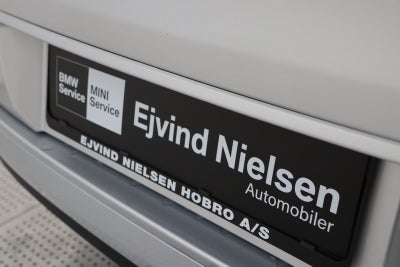 BMW
Service
MINI
Service
Ejvind Nielsen
Automobiler
EJVIND NIELSEN HOBRO A/S